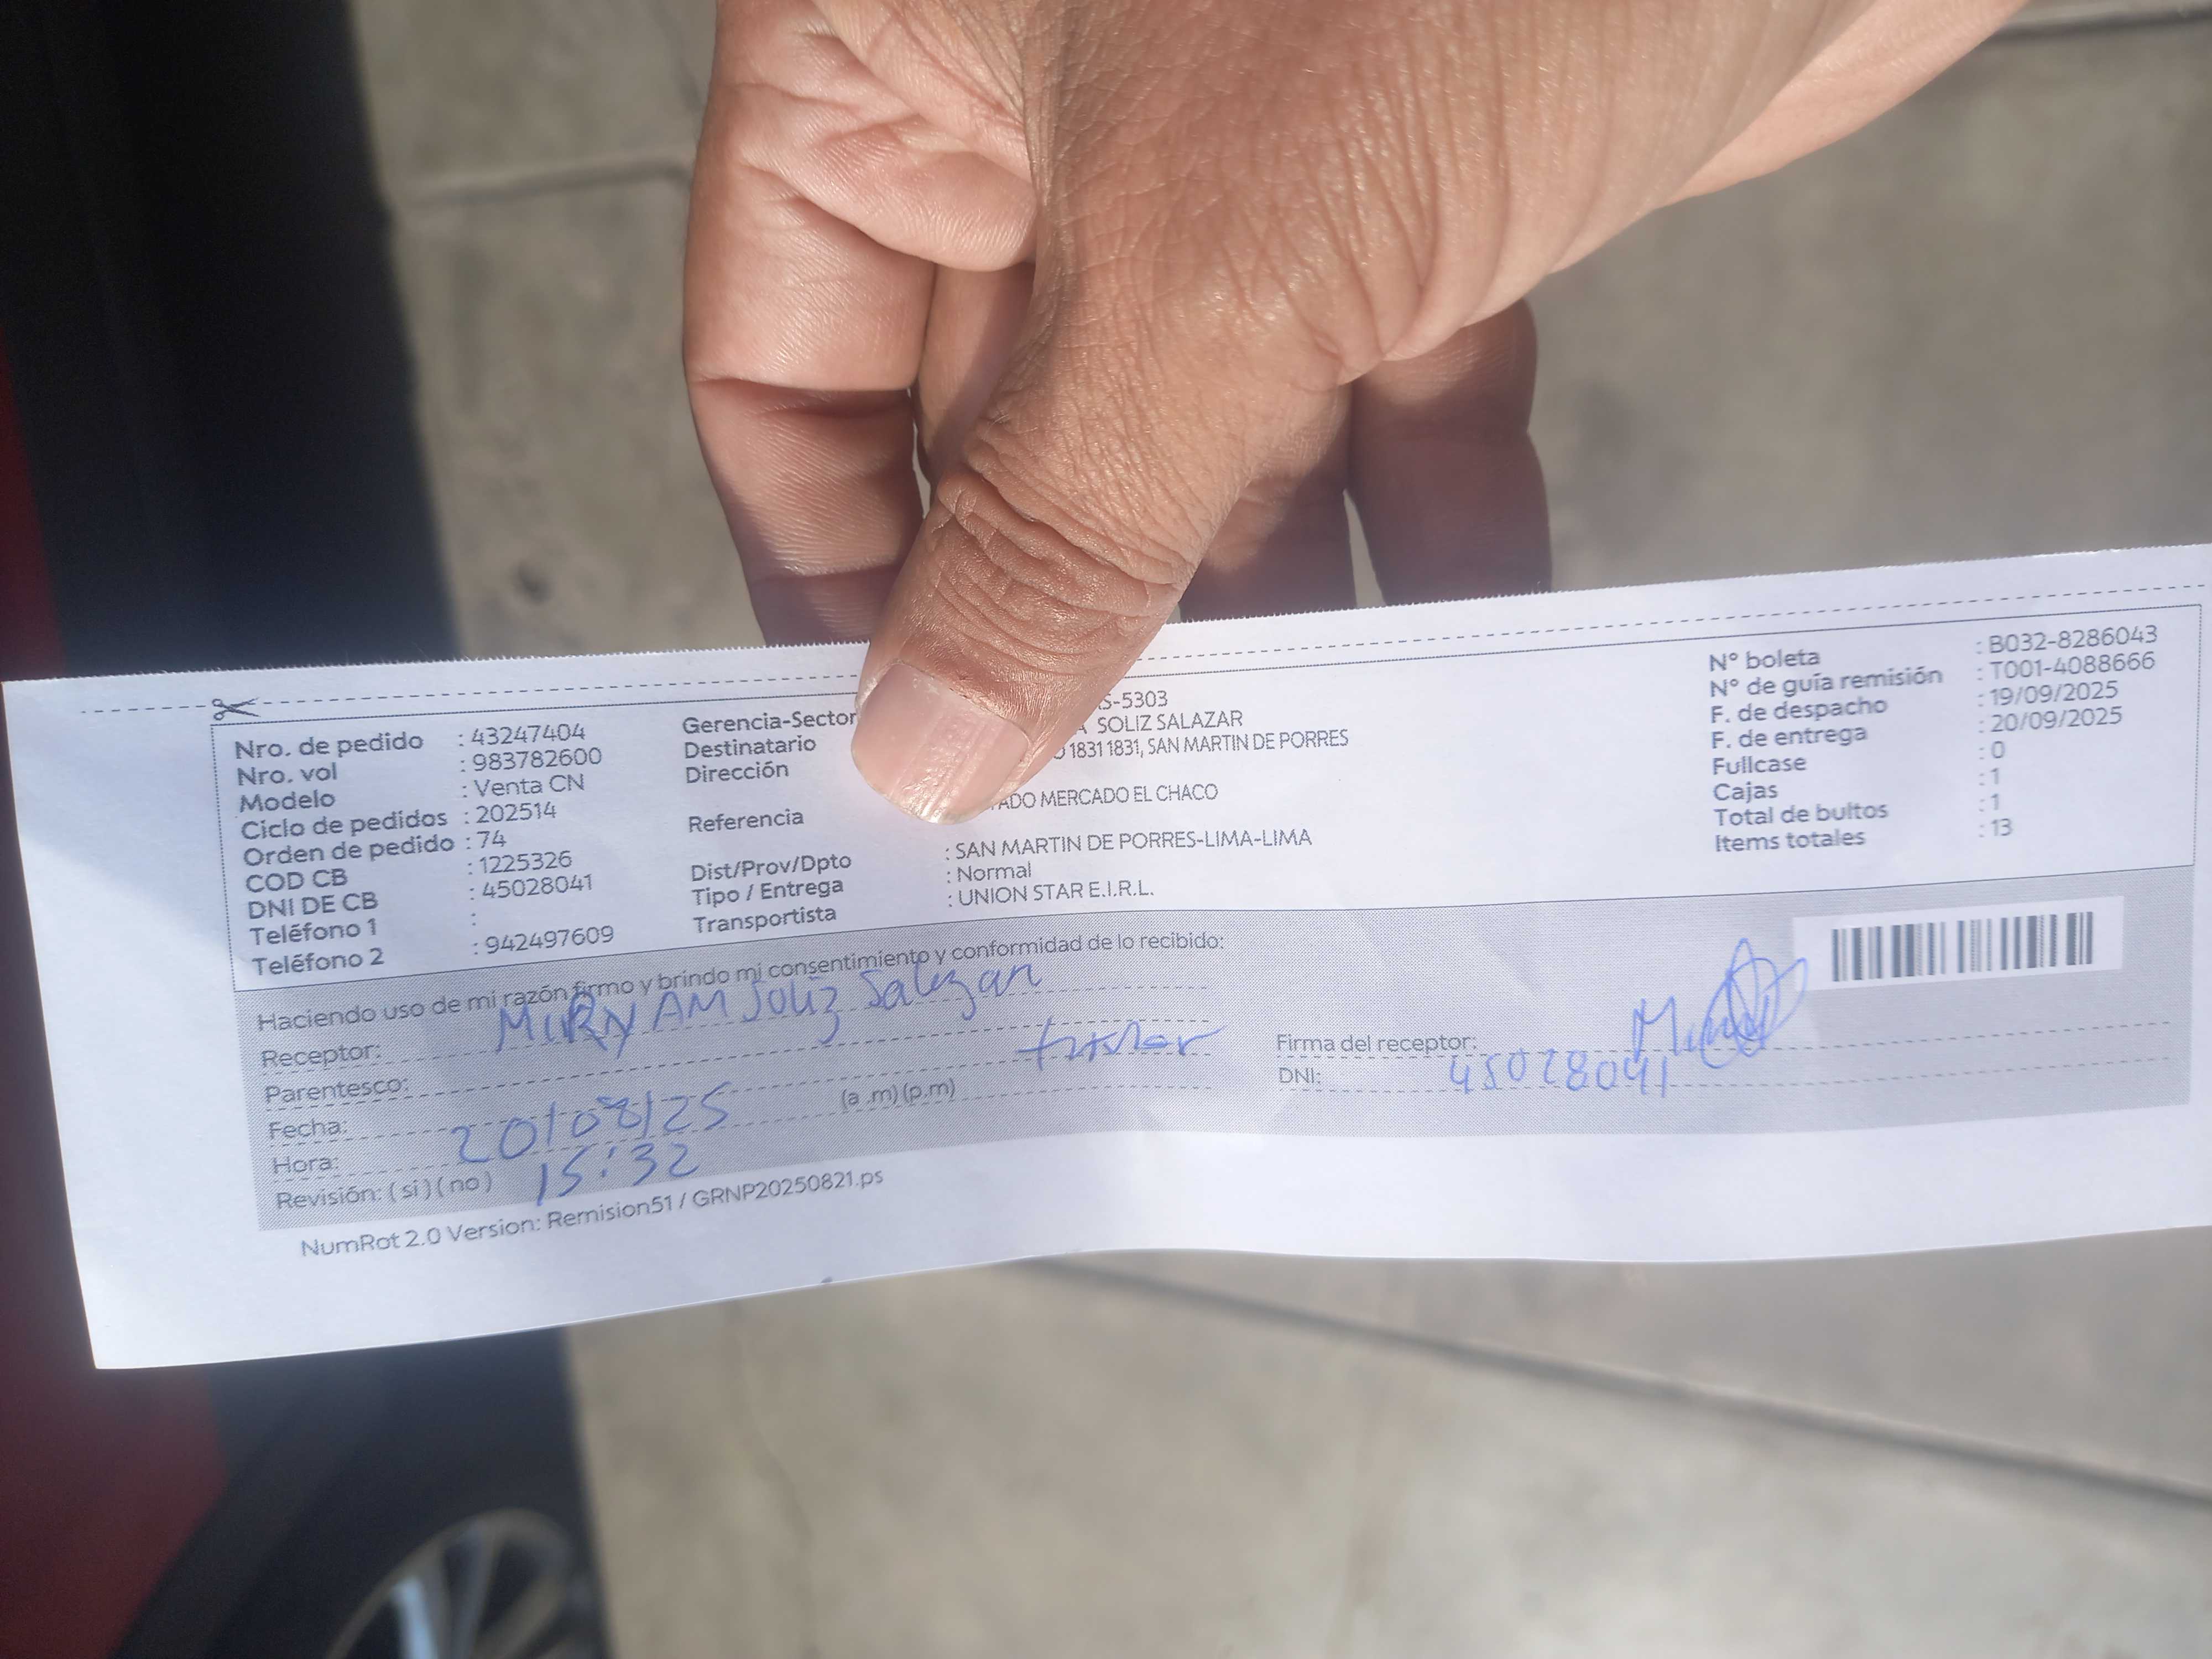 Nro. de pedido : 43247404
Nro. vol : 983782600
Modelo : Venta CN
Ciclo de pedidos : 202514
Orden de pedido : 74
COD CB : 1225326
DNI DE CB : 45028041
Teléfono 1 :
Teléfono 2 : 942497609
Gerencia-Sector S-5303
Destinatario A SOLIZ SALAZAR
Dirección 1831 1831, SAN MARTIN DE PORRES
Referencia ADO MERCADO EL CHACO
Dist/Prov/Dpto : SAN MARTIN DE PORRES-LIMA-LIMA
Tipo / Entrega : Normal
Transportista : UNION STAR E.I.R.L.
N° boleta : B032-8286043
N° de guía remisión : T001-4088666
F. de despacho : 19/09/2025
F. de entrega : 20/09/2025
Fullcase : 0
Cajas : 1
Total de bultos : 1
Items totales : 13
Haciendo uso de mi razón firmo y brindo mi consentimiento y conformidad de lo recibido:
Receptor: Soliz Salazar
Parentesco: titular
Fecha: 20/08/25
Hora: 15:32 (a .m) (p.m)
Revisión: ( si ) ( no )
Firma del receptor:
DNI: 45028041
NumRot 2.0 Version: Remision51 / GRNP20250821.ps